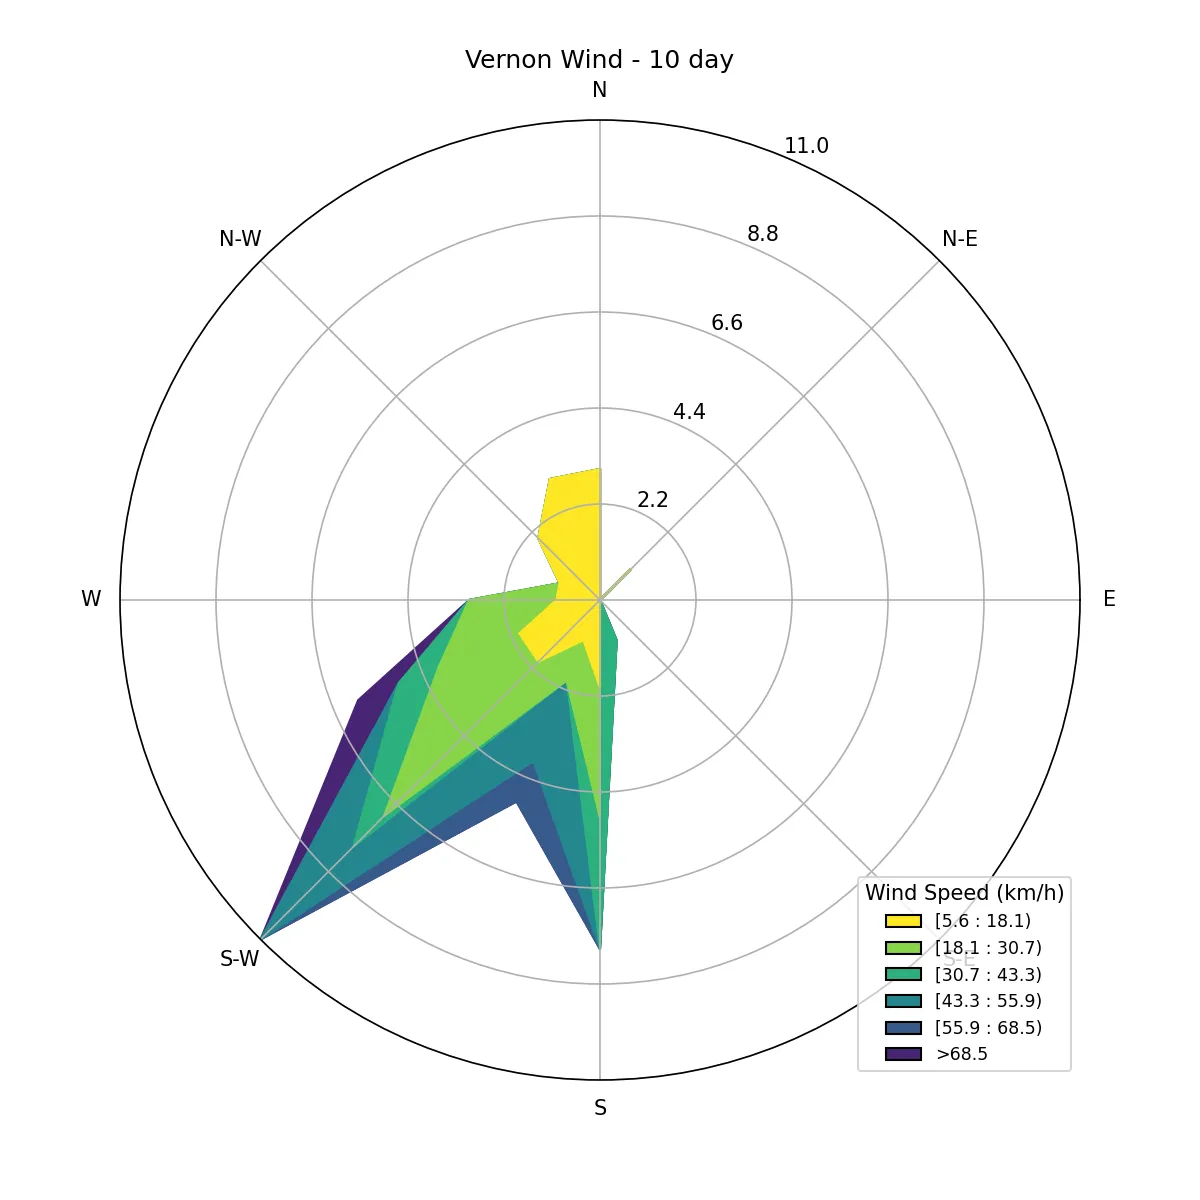 Vernon Wind - 10 day
N
11.0
N-W
8.8
N-E
6.6
4.4
2.2
W
E
Wind Speed (km/h)
[5.6 : 18.1)
[18.1 : 30.7)
S-W
S-E
[30.7 : 43.3)
[43.3 : 55.9)
[55.9 : 68.5)
>68.5
S